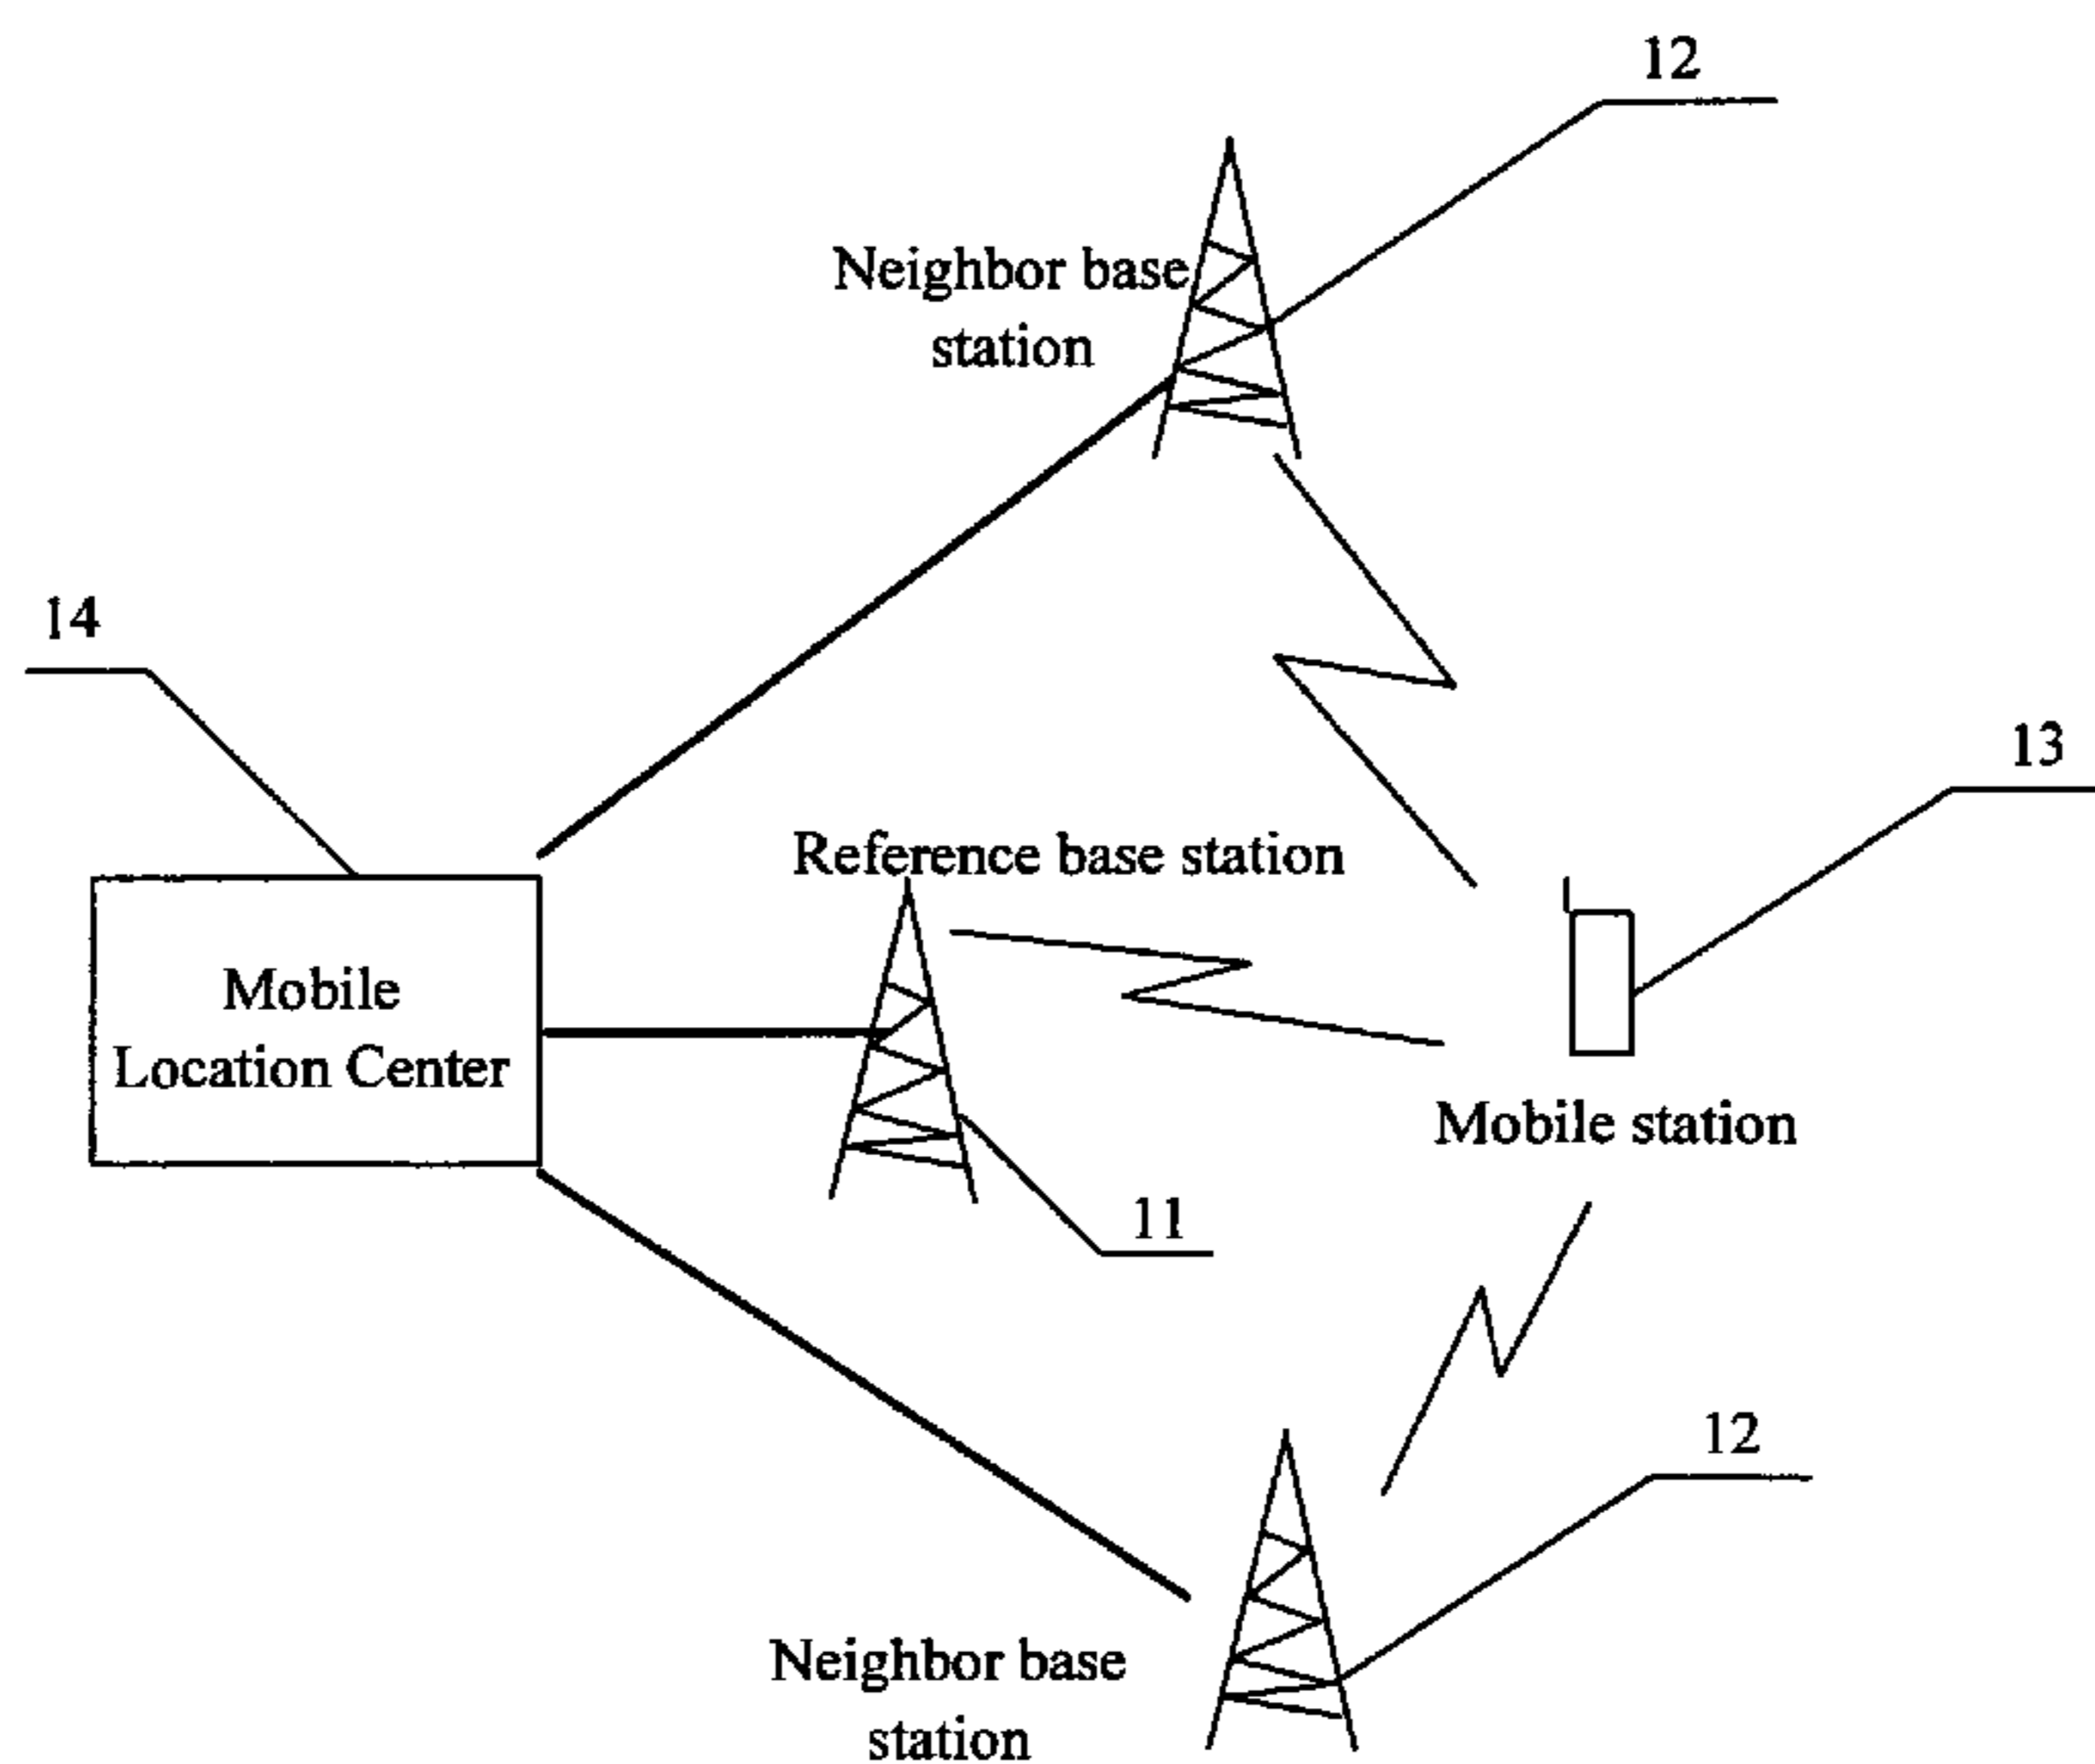 12
Neighbor base
station
14
13
Reference base station
Mobile
Location Center
Mobile station
11
12
Neighbor base
station